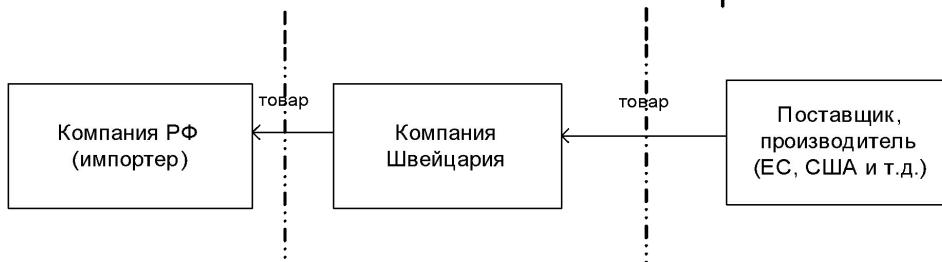 товар
товар
Компания РФ
(импортер)
Компания
Швейцария
Поставщик,
производитель
(ЕС, США и т.д.)